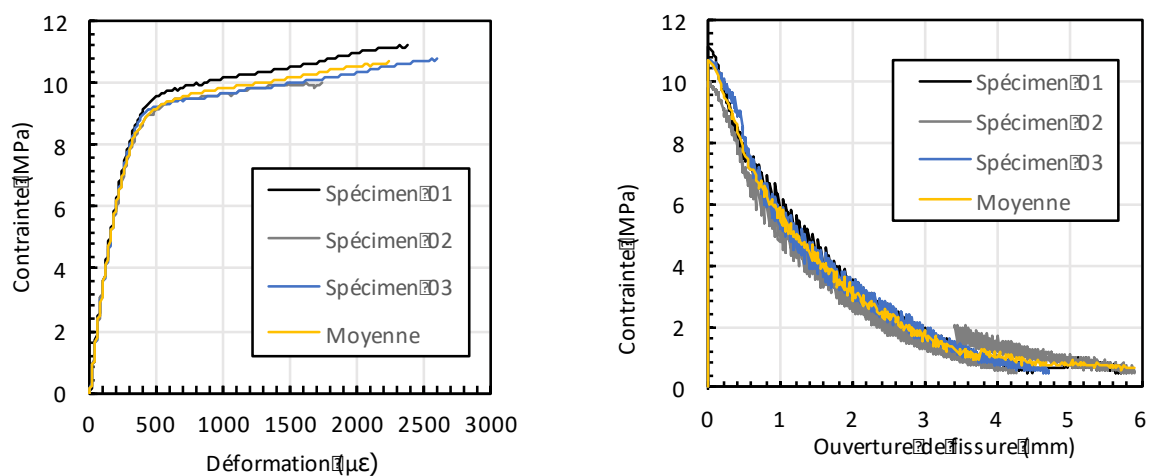 12
10
8
6
4
2
0
Contrainte (MPa)
Spécimen 01
Spécimen 02
Spécimen 03
Moyenne
0 500 1000 1500 2000 2500 3000
Déformation (µε)
12
10
8
6
4
2
0
Contrainte (MPa)
Spécimen 01
Spécimen 02
Spécimen 03
Moyenne
0 1 2 3 4 5 6
Ouverture de fissure (mm)